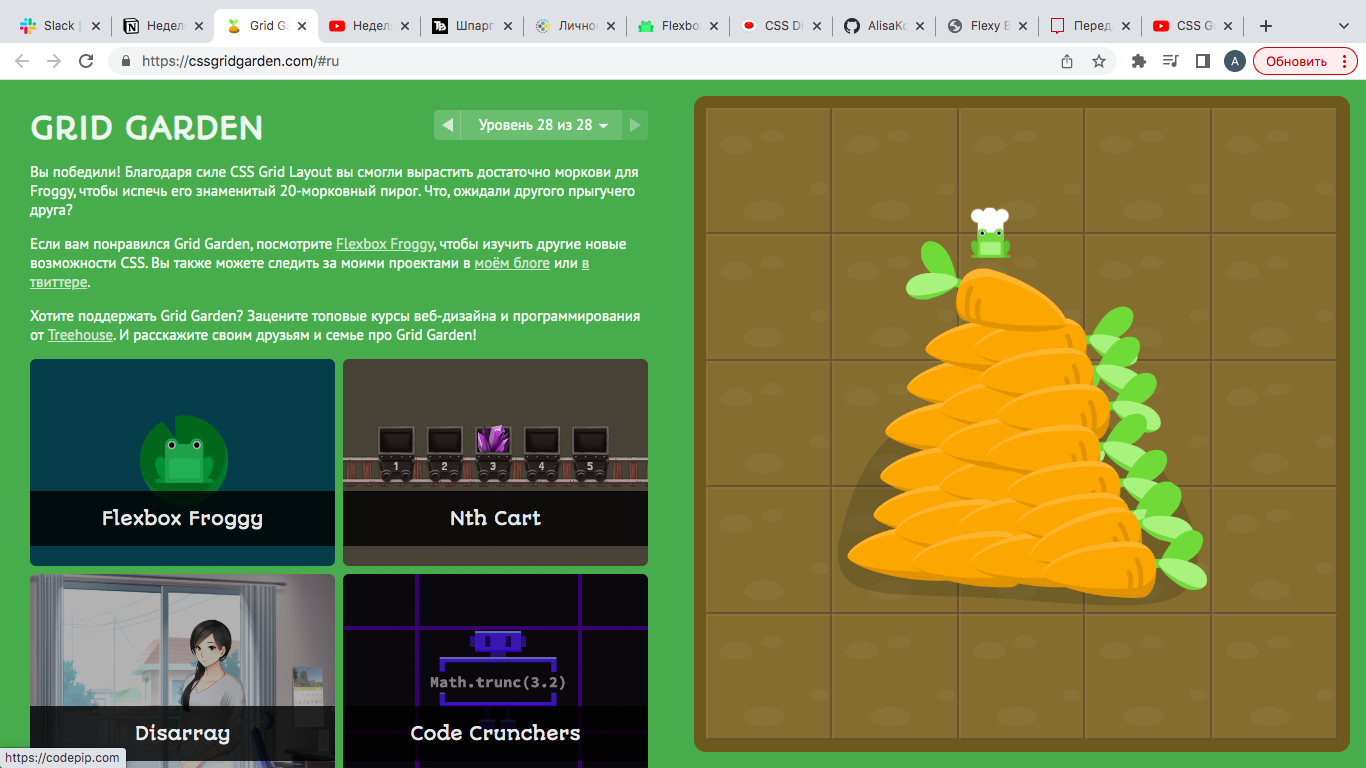 Slack
Недел
Grid Ga
Недел
Шпарг
Лично
Flexbo
CSS Di
AlisaKo
Flexy B
Перед
CSS G
https://cssgridgarden.com/#ru
A
Обновить
GRID GARDEN
Уровень 28 из 28
Вы победили! Благодаря силе CSS Grid Layout вы смогли вырастить достаточно моркови для
Froggy, чтобы испечь его знаменитый 20-морковный пирог. Что, ожидали другого прыгучего
друга?
Если вам понравился Grid Garden, посмотрите Flexbox Froggy, чтобы изучить другие новые
возможности CSS. Вы также можете следить за моими проектами в моём блоге или в
твиттере.
Хотите поддержать Grid Garden? Зацените топовые курсы веб-дизайна и программирования
от Treehouse. И расскажите своим друзьям и семье про Grid Garden!
1 2 3 4 5
Flexbox Froggy
Nth Cart
Math.trunc(3.2)
Disarray
Code Crunchers
https://codepip.com